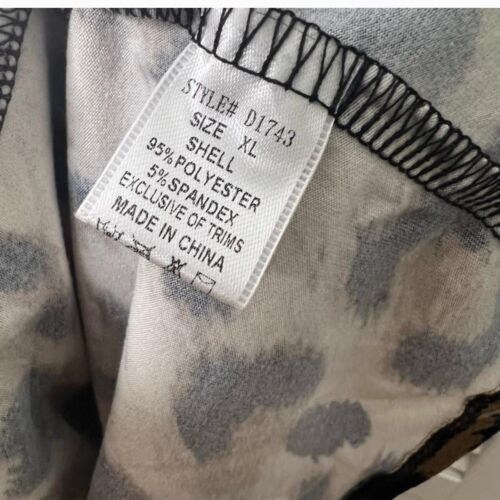 STYLE# D1743
SIZE XL
SHELL
95%POLYESTER
5%SPANDEX
EXCLUSIVE OF TRIMS
MADE IN CHINA